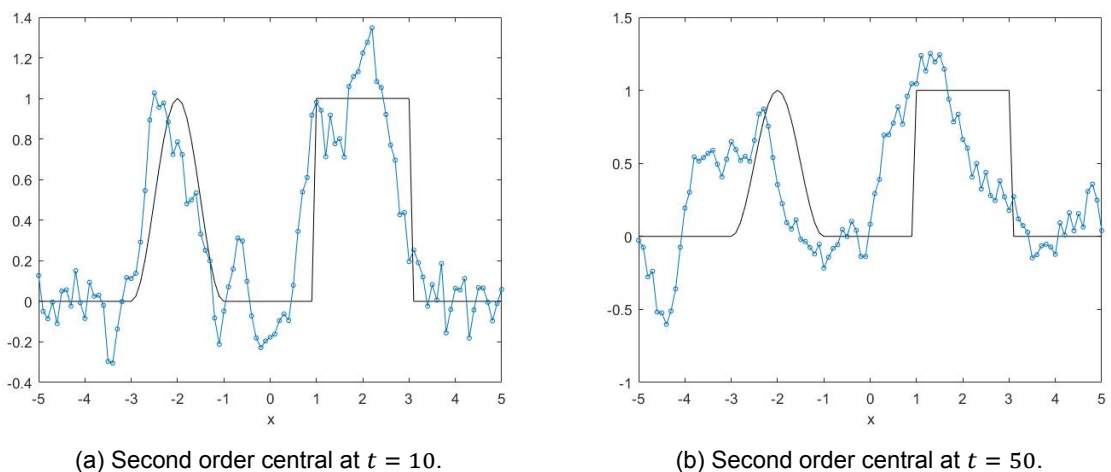 1.4
1.2
1
0.8
0.6
0.4
0.2
0
-0.2
-0.4
-5 -4 -3 -2 -1 0 1 2 3 4 5
x
(a) Second order central at t = 10.
1.5
1
0.5
0
-0.5
-1
-5 -4 -3 -2 -1 0 1 2 3 4 5
x
(b) Second order central at t = 50.